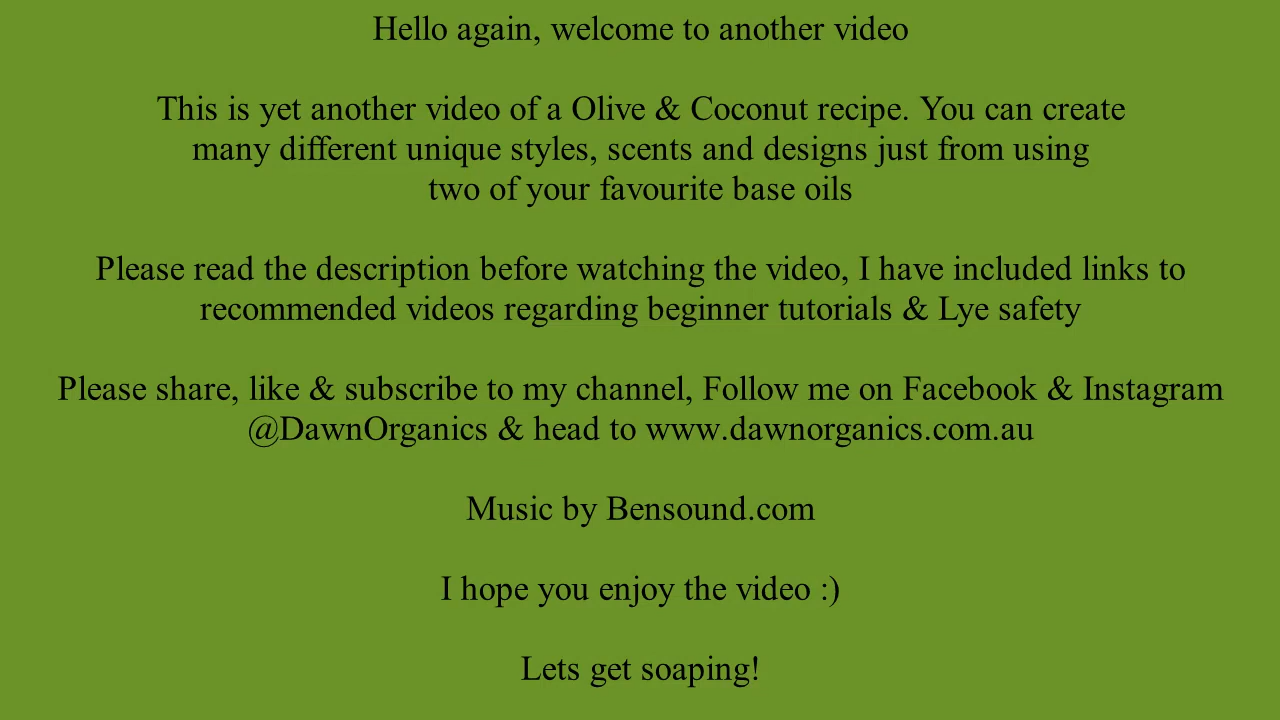 Hello again, welcome to another video
This is yet another video of a Olive & Coconut recipe. You can create
many different unique styles, scents and designs just from using
two of your favourite base oils
Please read the description before watching the video, I have included links to
recommended videos regarding beginner tutorials & Lye safety
Please share, like & subscribe to my channel, Follow me on Facebook & Instagram
@DawnOrganics & head to www.dawnorganics.com.au
Music by Bensound.com
I hope you enjoy the video :)
Lets get soaping!